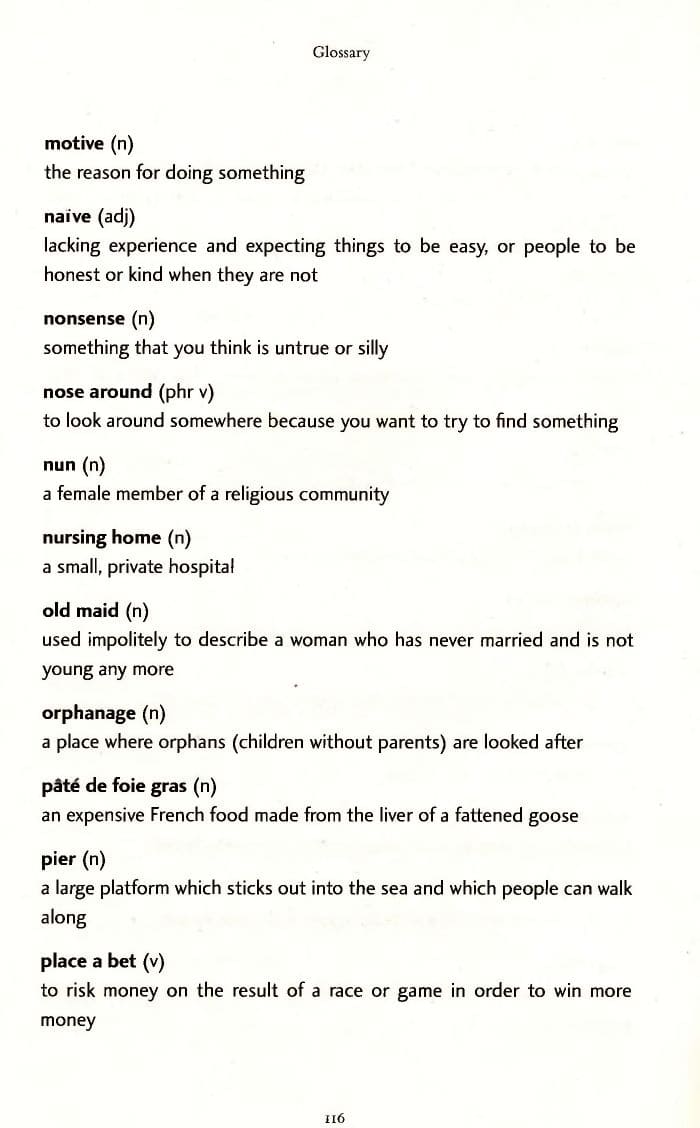 Glossary
motive (n)
the reason for doing something
naive (adj)
lacking experience and expecting things to be easy, or people to be
honest or kind when they are not
nonsense (n)
something that you think is untrue or silly
nose around (phr v)
to look around somewhere because you want to try to find something
nun (n)
a female member of a religious community
nursing home (n)
a small, private hospital
old maid (n)
used impolitely to describe a woman who has never married and is not
young any more
orphanage (n)
a place where orphans (children without parents) are looked after
pâté de foie gras (n)
an expensive French food made from the liver of a fattened goose
pier (n)
a large platform which sticks out into the sea and which people can walk
along
place a bet (v)
to risk money on the result of a race or game in order to win more
money
116